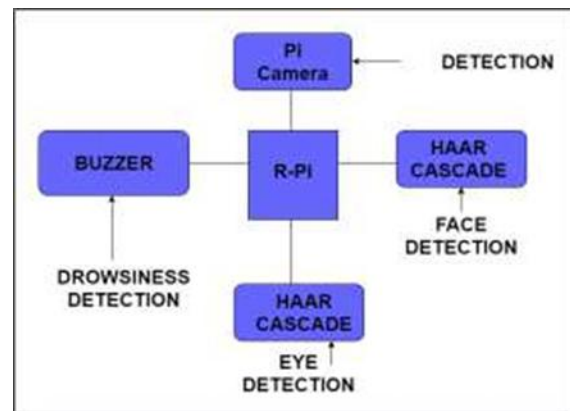 Pi
Camera
DETECTION
BUZZER
R-PI
HAAR
CASCADE
FACE
DETECTION
DROWSINESS
DETECTION
HAAR
CASCADE
EYE
DETECTION